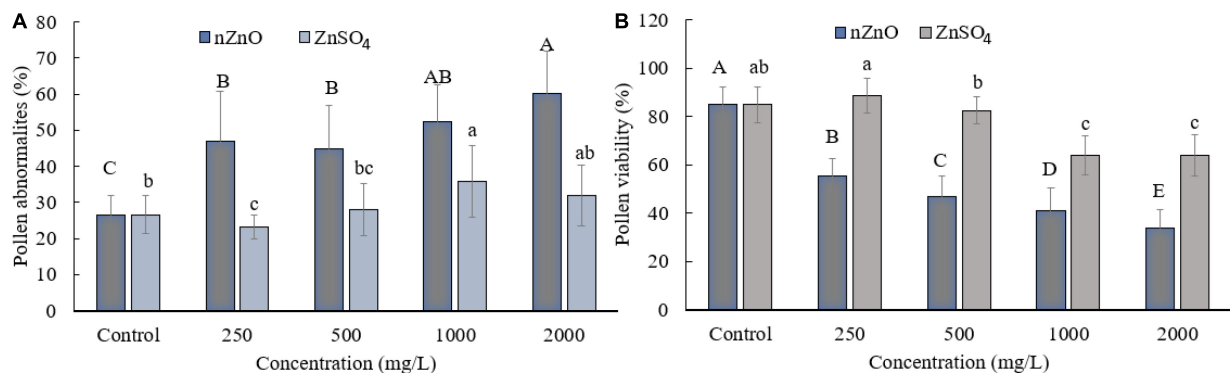 A
nZnO
ZnSO₄
Pollen abnormalites (%)
80
70
60
50
40
30
20
10
0
C
b
B
c
B
bc
AB
a
A
ab
Control
250
500
1000
2000
Concentration (mg/L)
B
nZnO
ZnSO₄
Pollen viability (%)
120
100
80
60
40
20
0
A
ab
B
a
C
b
D
c
E
c
Control
250
500
1000
2000
Concentration (mg/L)